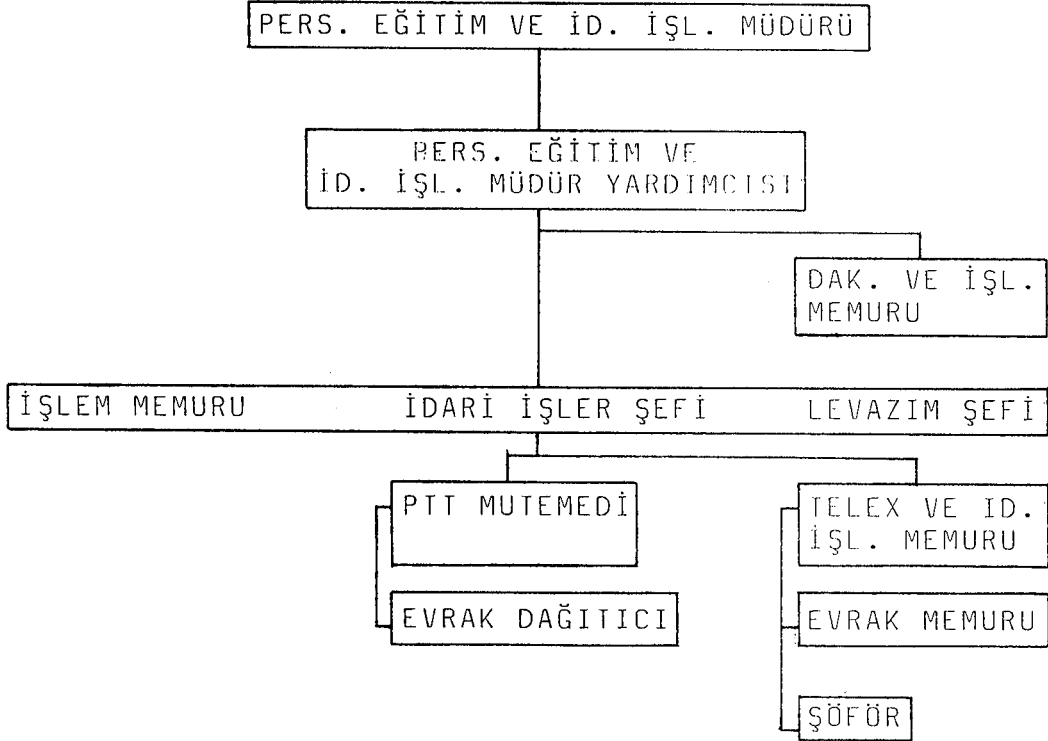 PERS. EĞİTİM VE İD. İŞL. MÜDÜRÜ
PERS. EĞİTİM VE
İD. İŞL. MÜDÜR YARDIMCISI
DAK. VE İŞL.
MEMURU
İŞLEM MEMURU İDARİ İŞLER ŞEFİ LEVAZIM ŞEFİ
PTT MUTEMEDİ
TELEX VE ID.
İŞL. MEMURU
EVRAK DAĞITICI
EVRAK MEMURU
ŞÖFÖR